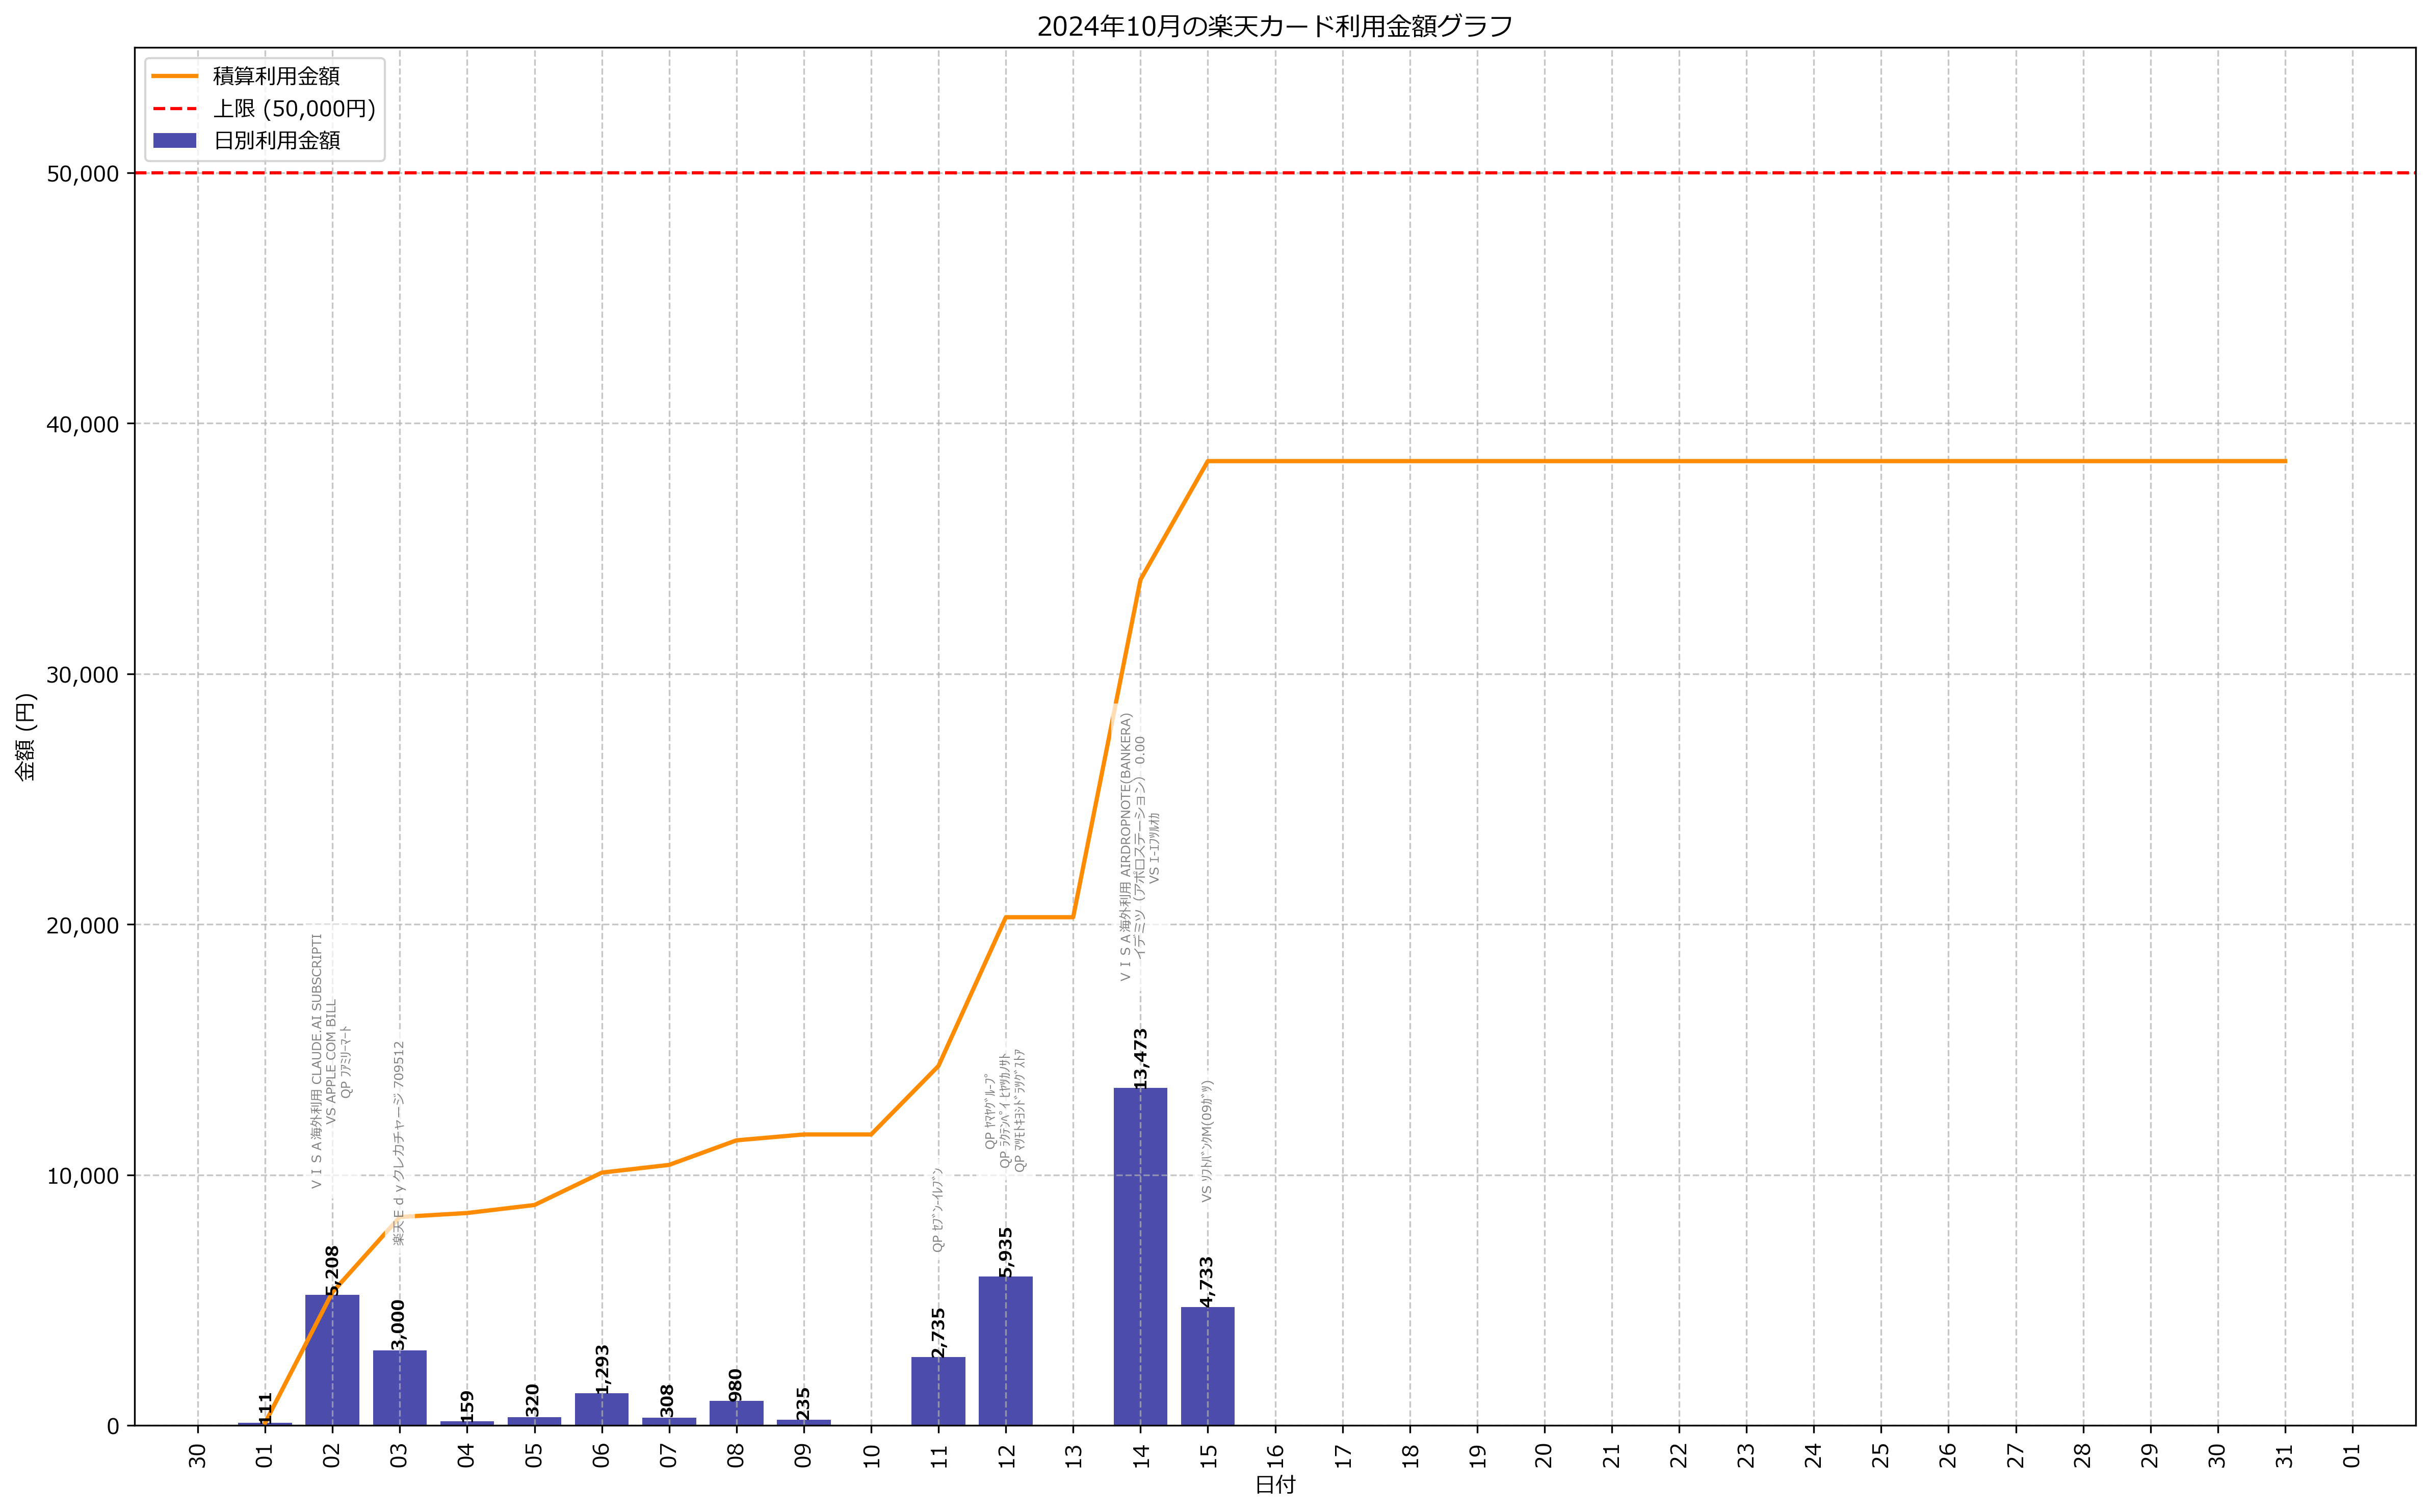 2024年10月の楽天カード利用金額グラフ
積算利用金額
上限 (50,000円)
日別利用金額
金額 (円)
50,000
40,000
30,000
20,000
10,000
0
ＶＩＳＡ海外利用 CLAUDE.AI SUBSCRIPTI
VS APPLE COM BILL
QP ﾌｱﾐﾘｰﾏｰﾄ
楽天Ｅｄｙクレカチャージ 709512
QP ｾﾌﾞﾝ-ｲﾚﾌﾞﾝ
QP ﾔﾏﾔｸﾞﾙｰﾌﾟ
QP ﾗｸﾃﾝﾍﾟｲ ﾋﾔﾂｶﾉｻﾄ
QP ﾏﾂﾓﾄｷﾖｼﾄﾞﾗﾂｸﾞｽﾄｱ
ＶＩＳＡ海外利用 AIRDROPNOTE(BANKERA)
イデミツ（アポロステーション） 0.00
VS ｴ-ｴﾌﾂﾙｵｶ
VS ｿﾌﾄﾊﾞﾝｸM(09ｶﾞﾂ)
111
5,208
3,000
159
320
1,293
308
980
235
2,735
5,935
13,473
4,733
30
01
02
03
04
05
06
07
08
09
10
11
12
13
14
15
16
17
18
19
20
21
22
23
24
25
26
27
28
29
30
31
01
日付